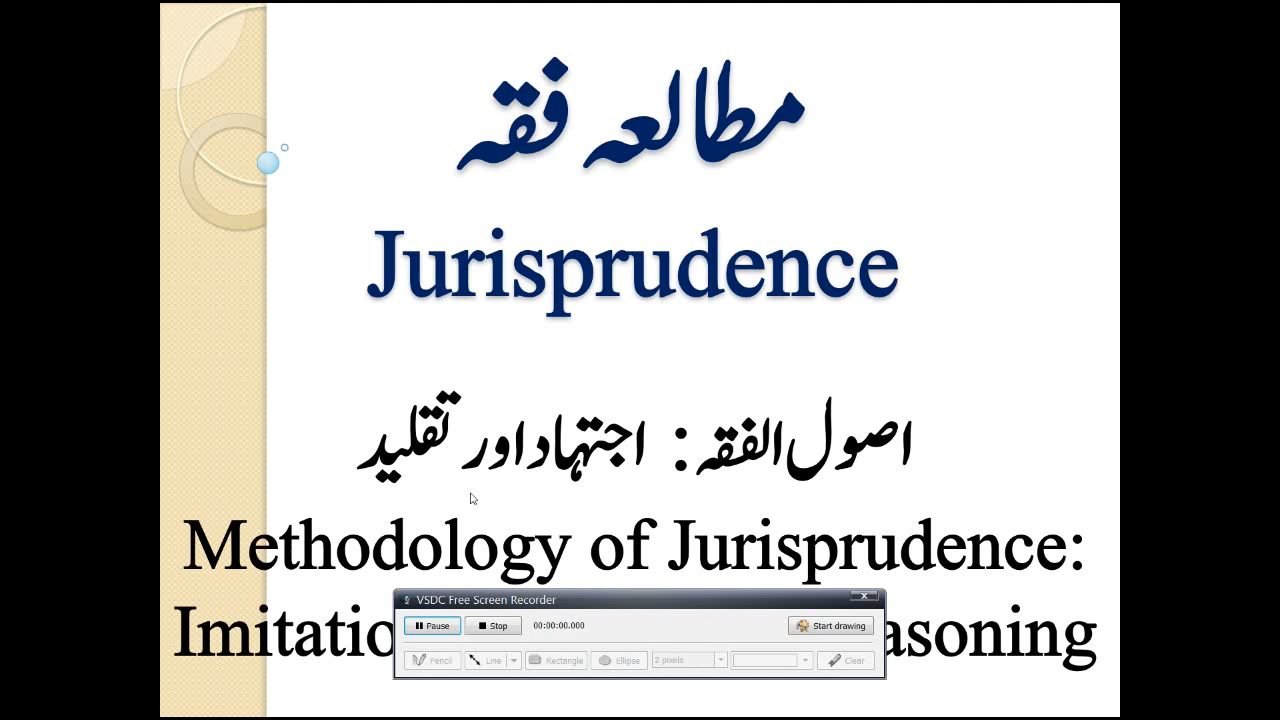 مطالعہ فقہ
Jurisprudence
اصول الفقہ: اجتہاد اور تقلید
Methodology of Jurisprudence:
Imitatio asoning
VSDC Free Screen Recorder
Pause Stop 00:00:00.000 Start drawing
Pencil Line Rectangle Ellipse 2 pixels Clear